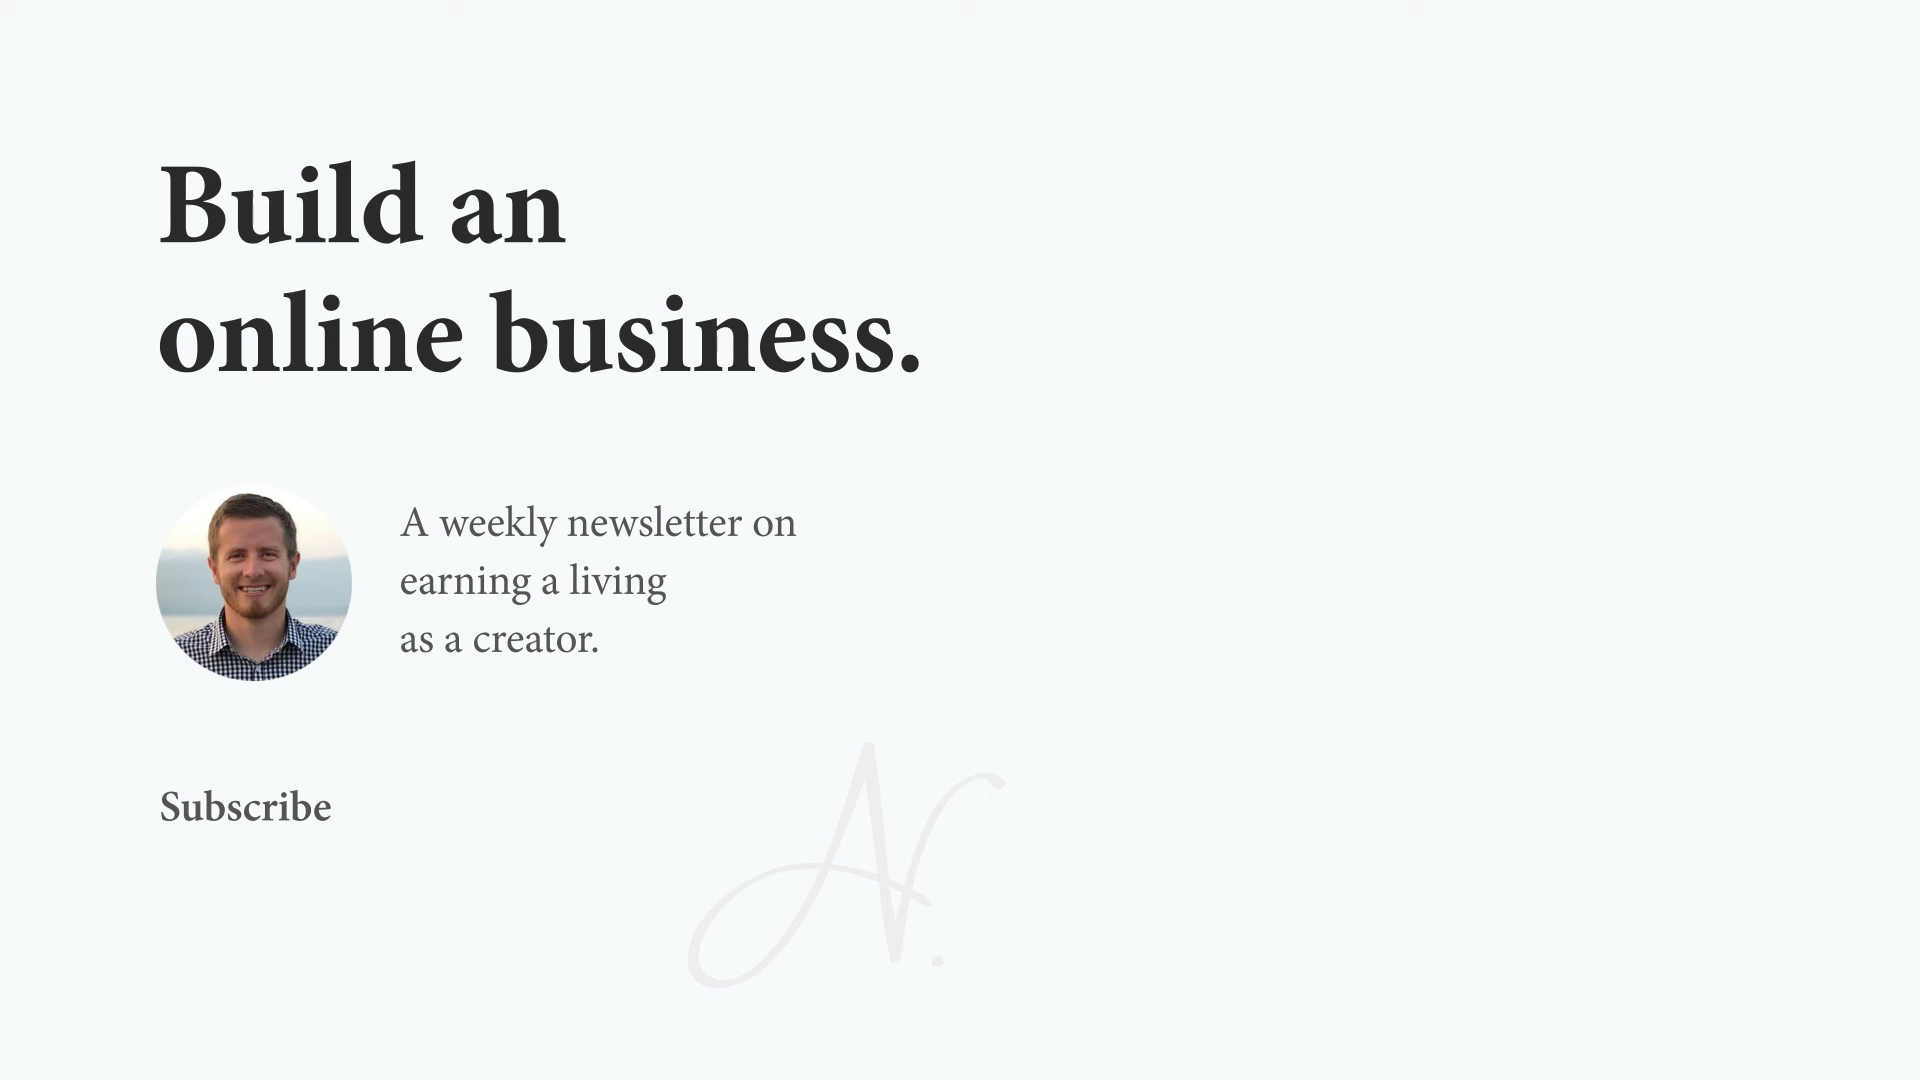 Build an
online business.
A weekly newsletter on
earning a living
as a creator.
Subscribe
N.